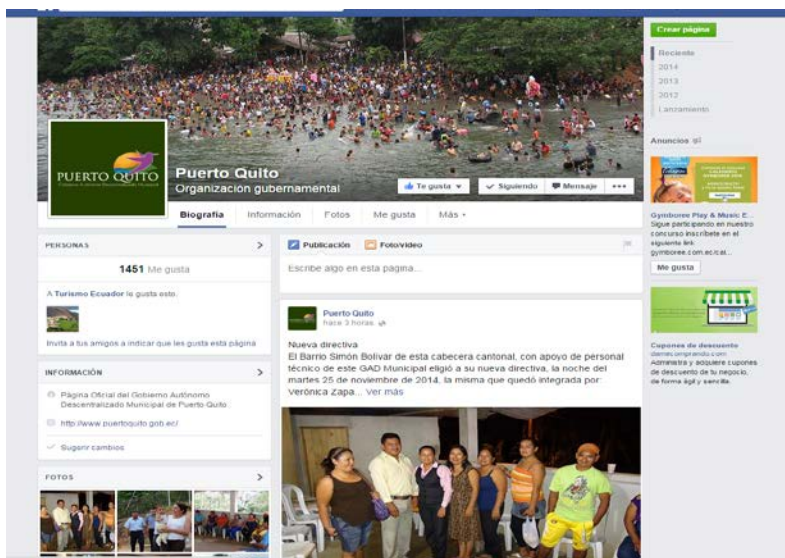 Crear página
Reciente
2014
2013
2012
Lanzamiento
PUERTO QUITO
Puerto Quito
Organización gubernamental
Te gusta
Siguiendo
Mensaje
Biografía
Información
Fotos
Me gusta
Más
PERSONAS
1451 Me gusta
A Turismo Ecuador le gusta esto.
Invita a tus amigos a indicar que les gusta esta página
INFORMACIÓN
Página Oficial del Gobierno Autónomo
Descentralizado Municipal de Puerto Quito
http://www.puertoquito.gob.ec/
Sugerir cambios
FOTOS
Publicación
Foto/video
Escribe algo en esta página...
Puerto Quito
hace 3 horas
Nueva directiva
El Barrio Simón Bolívar de esta cabecera cantonal, con apoyo de personal
técnico de este GAD Municipal eligió a su nueva directiva, la noche del
martes 25 de noviembre de 2014, la misma que quedó integrada por:
Verónica Zapa... Ver más
Anuncios
Gymboree Play & Music E...
Sigue participando en nuestro
concurso inscríbete en el
siguiente link
gymboree.com.ec/cal...
Me gusta
Cupones de descuento
Administra y adquiere cupones
de descuento de tu negocio,
de forma ágil y sencilla.